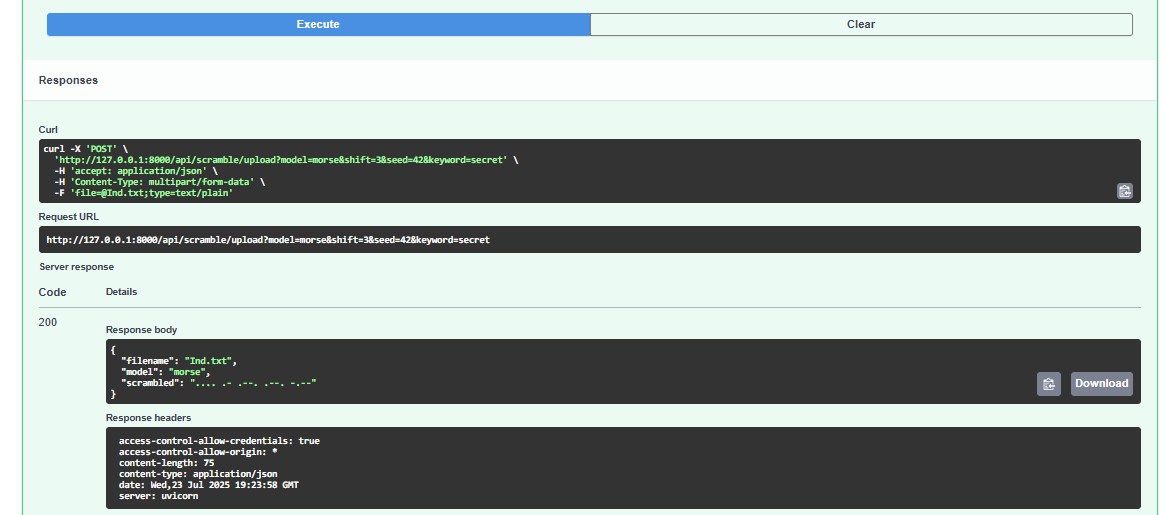 Execute
Clear
Responses
Curl
curl -X 'POST' \
'http://127.0.0.1:8000/api/scramble/upload?model=morse&shift=3&seed=42&keyword=secret' \
-H 'accept: application/json' \
-H 'Content-Type: multipart/form-data' \
-F 'file=@Ind.txt;type=text/plain'
Request URL
http://127.0.0.1:8000/api/scramble/upload?model=morse&shift=3&seed=42&keyword=secret
Server response
Code
Details
200
Response body
{
"filename": "Ind.txt",
"model": "morse",
"scrambled": ".... .- .--. .--. -.--"
}
Download
Response headers
access-control-allow-credentials: true
access-control-allow-origin: *
content-length: 75
content-type: application/json
date: Wed,23 Jul 2025 19:23:58 GMT
server: uvicorn